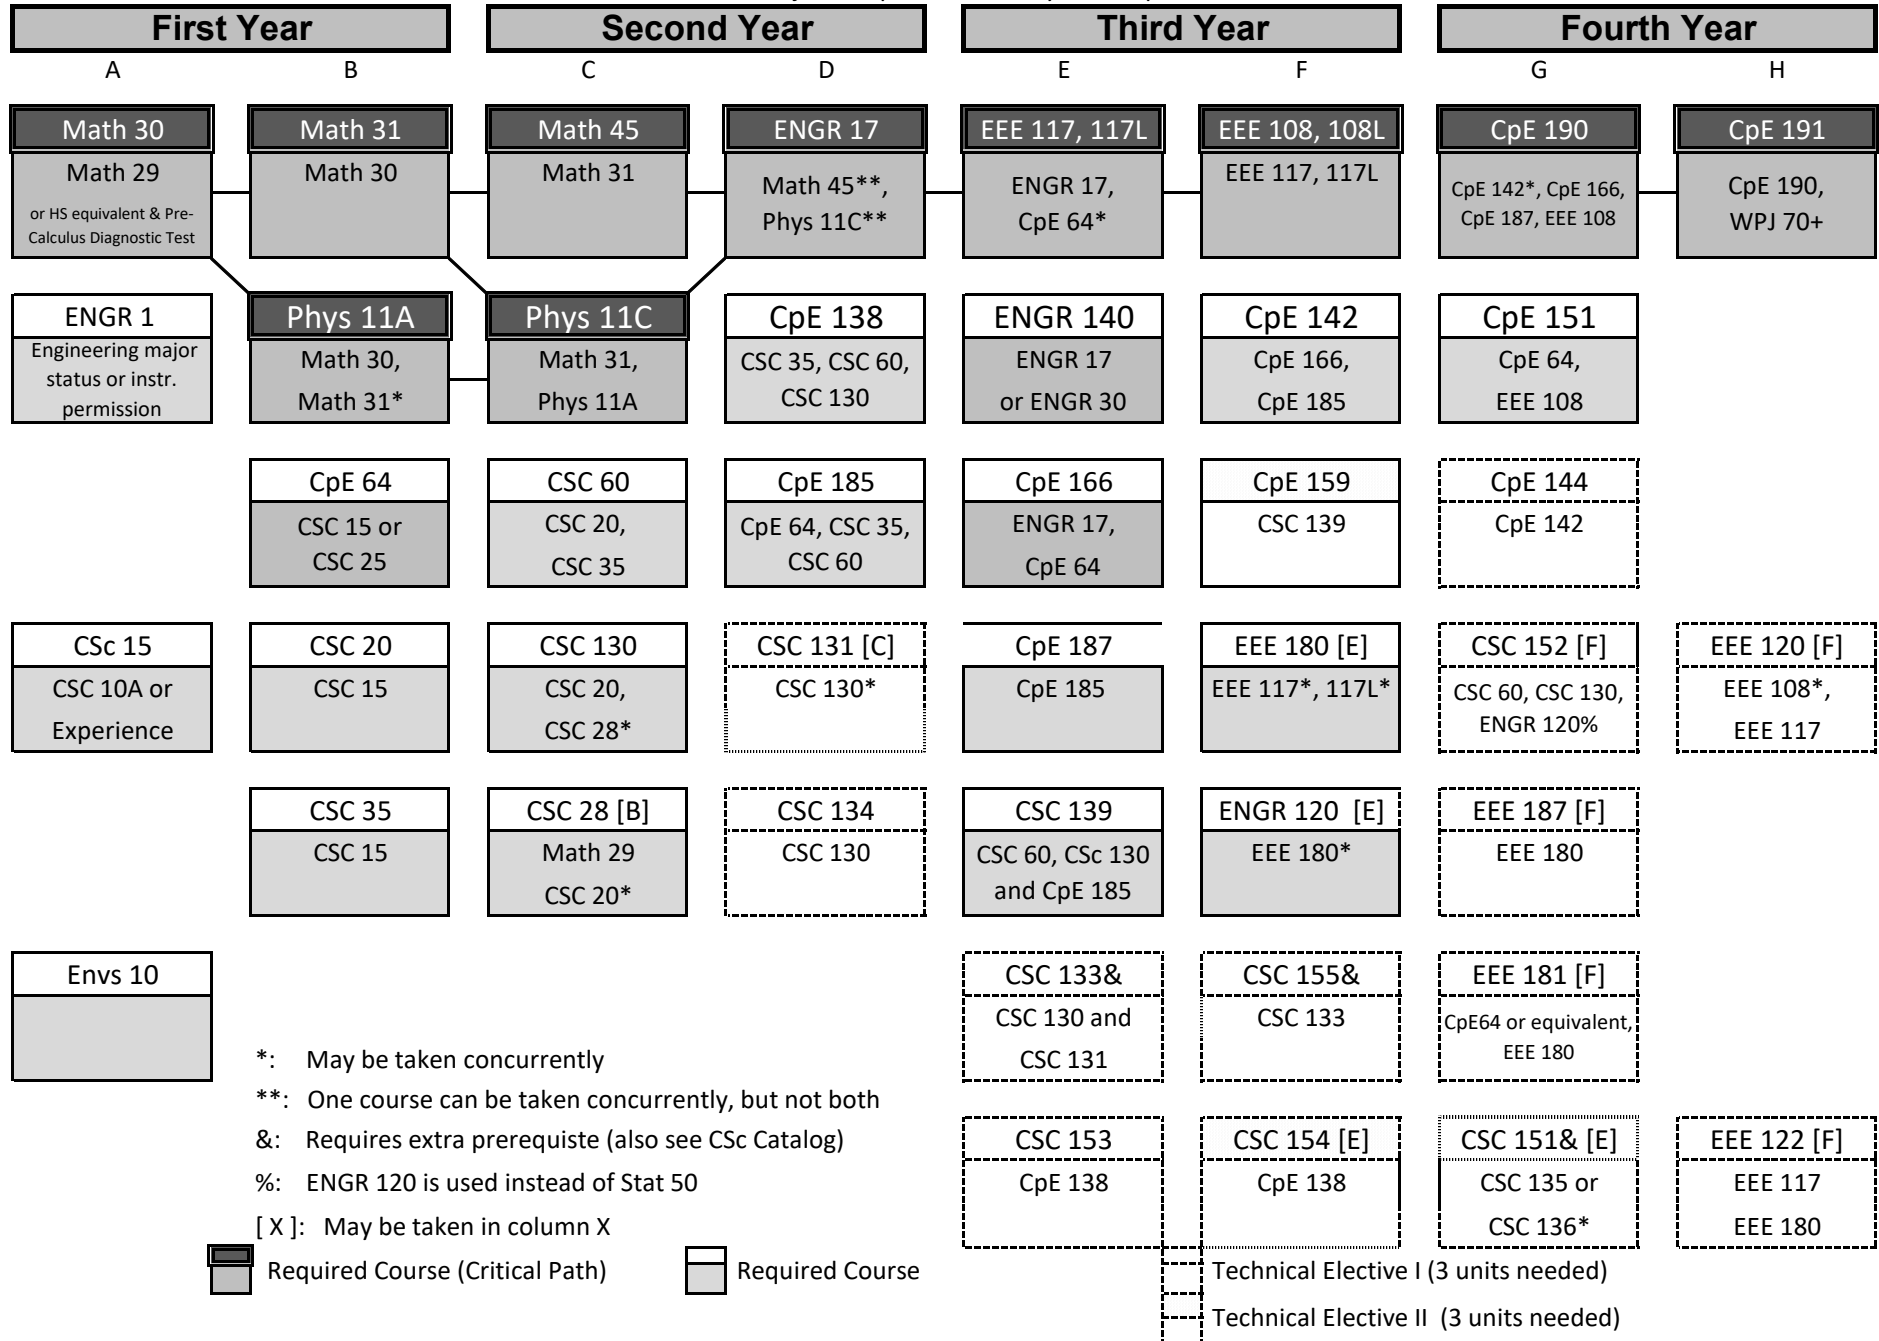 First Year
Second Year
Third Year
Fourth Year
A
B
C
D
E
F
G
H
Math 30
Math 29
or HS equivalent & Pre-
Calculus Diagnostic Test
Math 31
Math 30
Math 45
Math 31
ENGR 17
Math 45**,
Phys 11C**
EEE 117, 117L
ENGR 17,
CpE 64*
EEE 108, 108L
EEE 117, 117L
CpE 190
CpE 142*, CpE 166,
CpE 187, EEE 108
CpE 191
CpE 190,
WPJ 70+
ENGR 1
Engineering major
status or instr.
permission
Phys 11A
Math 30,
Math 31*
Phys 11C
Math 31,
Phys 11A
CpE 138
CSC 35, CSC 60,
CSC 130
ENGR 140
ENGR 17
or ENGR 30
CpE 142
CpE 166,
CpE 185
CpE 151
CpE 64,
EEE 108
CpE 64
CSC 15 or
CSC 25
CSC 60
CSC 20,
CSC 35
CpE 185
CpE 64, CSC 35,
CSC 60
CpE 166
ENGR 17,
CpE 64
CpE 159
CSC 139
CpE 144
CpE 142
CSc 15
CSC 10A or
Experience
CSC 20
CSC 15
CSC 130
CSC 20,
CSC 28*
CSC 131 [C]
CSC 130*
CpE 187
CpE 185
EEE 180 [E]
EEE 117*, 117L*
CSC 152 [F]
CSC 60, CSC 130,
ENGR 120%
EEE 120 [F]
EEE 108*,
EEE 117
CSC 35
CSC 15
CSC 28 [B]
Math 29
CSC 20*
CSC 134
CSC 130
CSC 139
CSC 60, CSc 130
and CpE 185
ENGR 120 [E]
EEE 180*
EEE 187 [F]
EEE 180
Envs 10
CSC 133&
CSC 130 and
CSC 131
CSC 155&
CSC 133
EEE 181 [F]
CpE64 or equivalent,
EEE 180
*: May be taken concurrently
**: One course can be taken concurrently, but not both
&: Requires extra prerequiste (also see CSc Catalog)
%: ENGR 120 is used instead of Stat 50
[ X ]: May be taken in column X
CSC 153
CpE 138
CSC 154 [E]
CpE 138
CSC 151& [E]
CSC 135 or
CSC 136*
EEE 122 [F]
EEE 117
EEE 180
Required Course (Critical Path)
Required Course
Technical Elective I (3 units needed)
Technical Elective II (3 units needed)